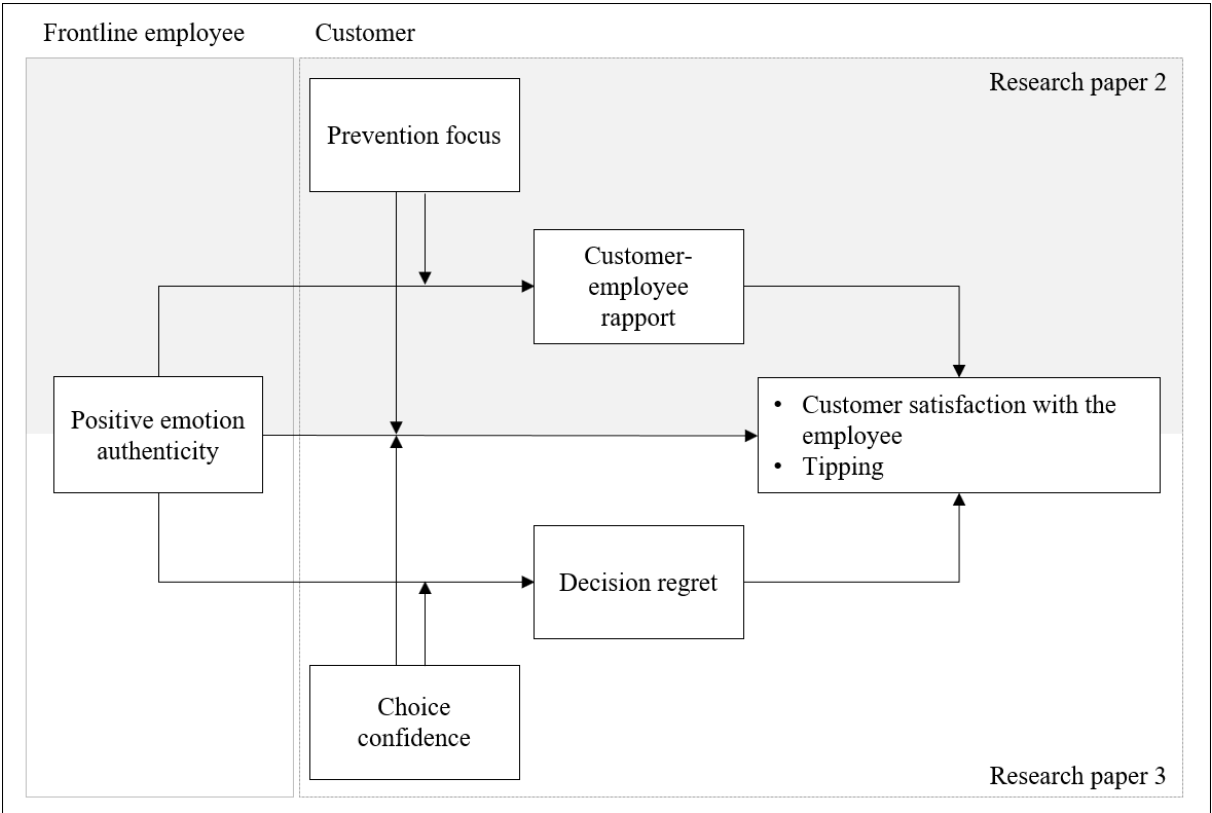 Frontline employee
Customer
Research paper 2
Prevention focus
Customer-
employee
rapport
Positive emotion
authenticity
• Customer satisfaction with the
employee
• Tipping
Decision regret
Choice
confidence
Research paper 3